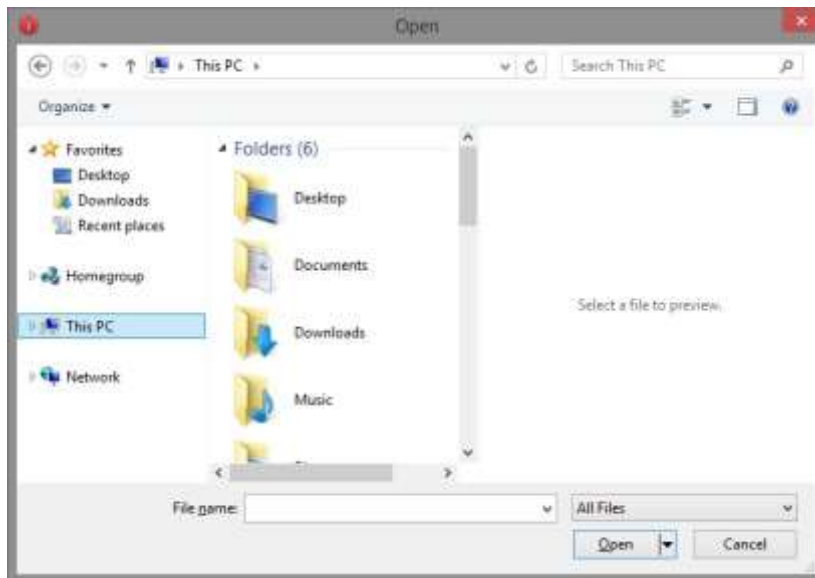 Open
This PC
Search This PC
Organize
Favorites
Desktop
Downloads
Recent places
Homegroup
This PC
Network
Folders (6)
Desktop
Documents
Downloads
Music
Select a file to preview.
File name:
All Files
Open
Cancel